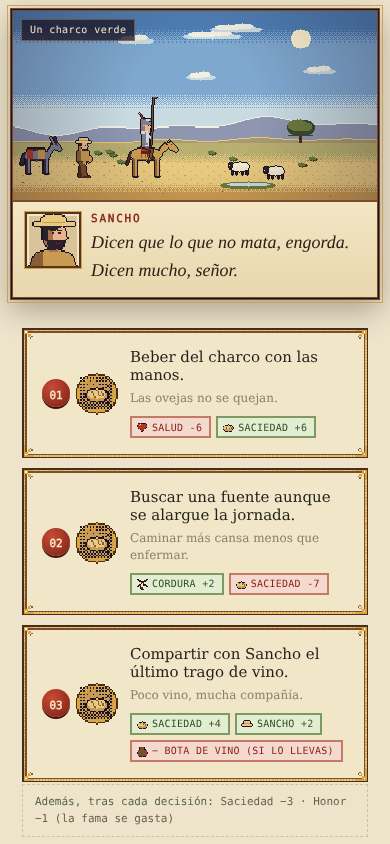 Un charco verde
SANCHO
Dicen que lo que no mata, engorda.
Dicen mucho, señor.
01
Beber del charco con las
manos.
Las ovejas no se quejan.
SALUD -6
SACIEDAD +6
02
Buscar una fuente aunque
se alargue la jornada.
Caminar más cansa menos que
enfermar.
CORDURA +2
SACIEDAD -7
03
Compartir con Sancho el
último trago de vino.
Poco vino, mucha compañía.
SACIEDAD +4
SANCHO +2
− BOTA DE VINO (SI LO LLEVAS)
Además, tras cada decisión: Saciedad −3 · Honor
−1 (la fama se gasta)